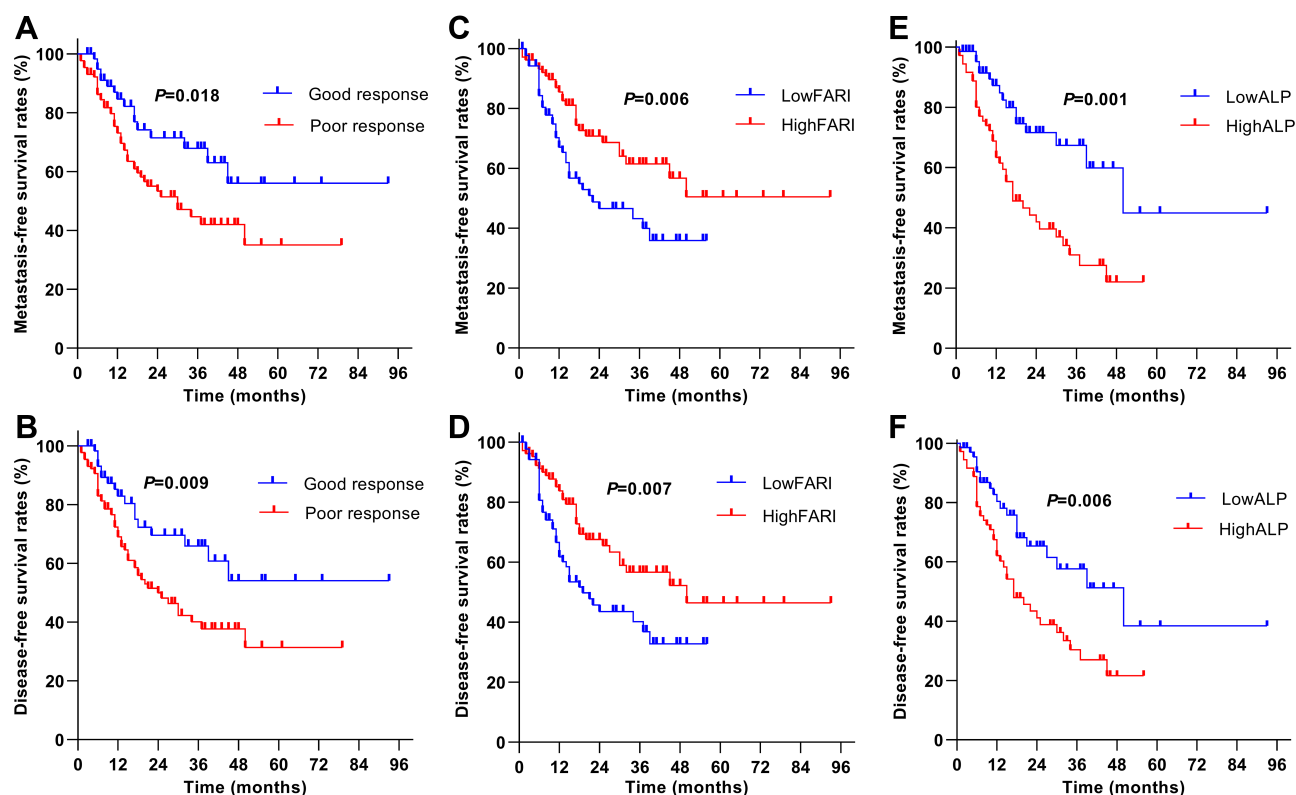 A
Metastasis-free survival rates (%)
100
80
60
40
20
0
P=0.018
Good response
Poor response
0 12 24 36 48 60 72 84 96
Time (months)
C
Metastasis-free survival rates (%)
100
80
60
40
20
0
P=0.006
LowFARI
HighFARI
0 12 24 36 48 60 72 84 96
Time (months)
E
Metastasis-free survival rates (%)
100
80
60
40
20
0
P=0.001
LowALP
HighALP
0 12 24 36 48 60 72 84 96
Time (months)
B
Disease-free survival rates (%)
100
80
60
40
20
0
P=0.009
Good response
Poor response
0 12 24 36 48 60 72 84 96
Time (months)
D
Disease-free survival rates (%)
100
80
60
40
20
0
P=0.007
LowFARI
HighFARI
0 12 24 36 48 60 72 84 96
Time (months)
F
Disease-free survival rates (%)
100
80
60
40
20
0
P=0.006
LowALP
HighALP
0 12 24 36 48 60 72 84 96
Time (months)